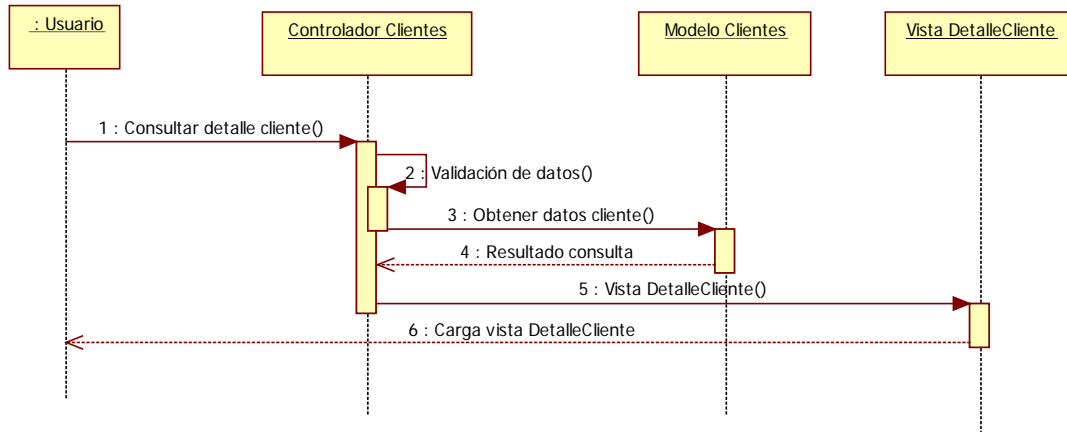 : Usuario
Controlador Clientes
Modelo Clientes
Vista DetalleCliente
1 : Consultar detalle cliente()
2 : Validación de datos()
3 : Obtener datos cliente()
4 : Resultado consulta
5 : Vista DetalleCliente()
6 : Carga vista DetalleCliente